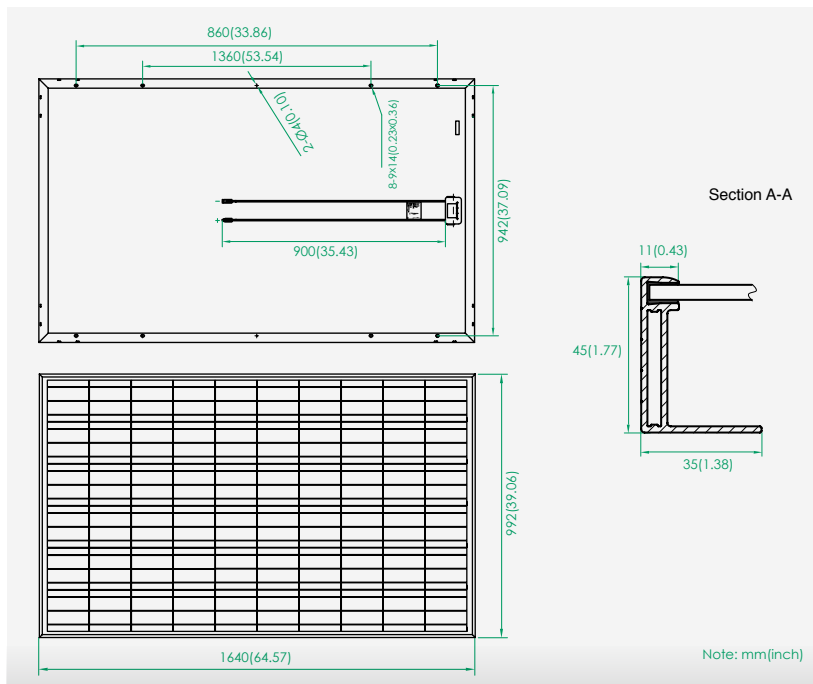 860(33.86)
1360(53.54)
2-Ø4(0.10)
8-9x14(0.23x0.36)
942(37.09)
Section A-A
-
+
900(35.43)
11(0.43)
45(1.77)
35(1.38)
992(39.06)
1640(64.57)
Note: mm(inch)